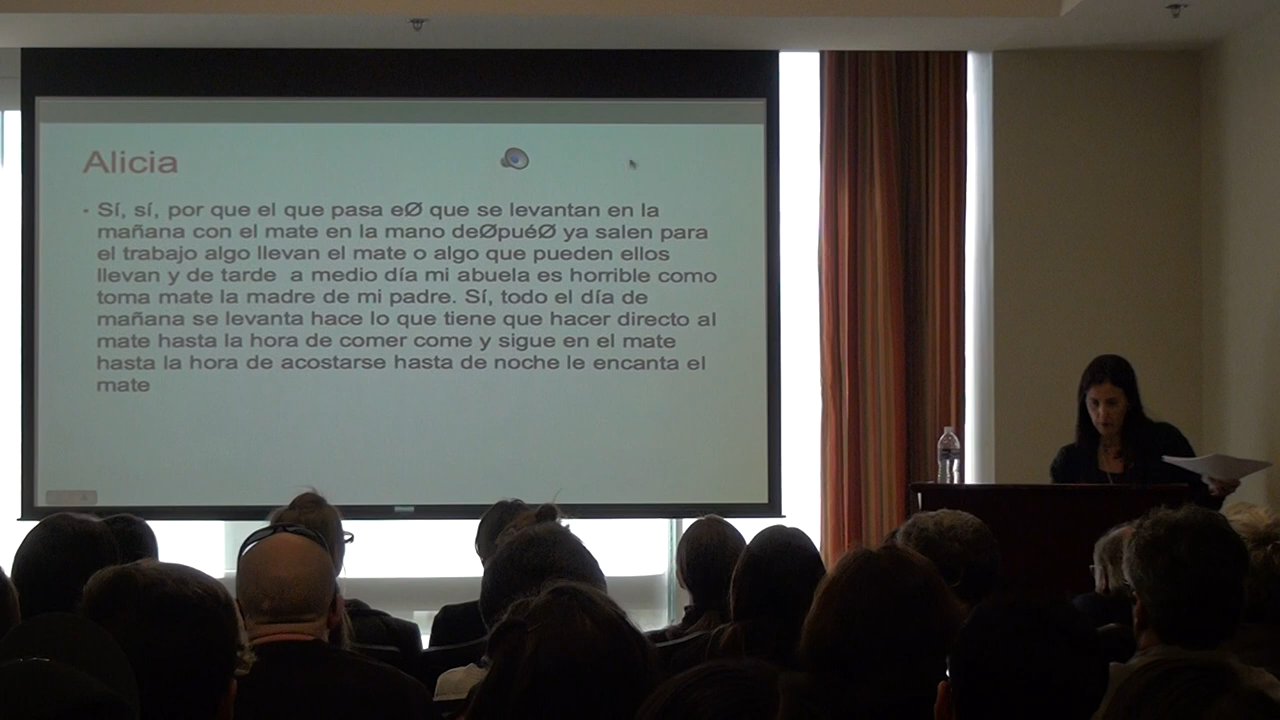 Alicia
Sí, sí, por que el que pasa eØ que se levantan en la
mañana con el mate en la mano deØpuéØ ya salen para
el trabajo algo llevan el mate o algo que pueden ellos
llevan y de tarde a medio día mi abuela es horrible como
toma mate la madre de mi padre. Sí, todo el día de
mañana se levanta hace lo que tiene que hacer directo al
mate hasta la hora de comer come y sigue en el mate
hasta la hora de acostarse hasta de noche le encanta el
mate